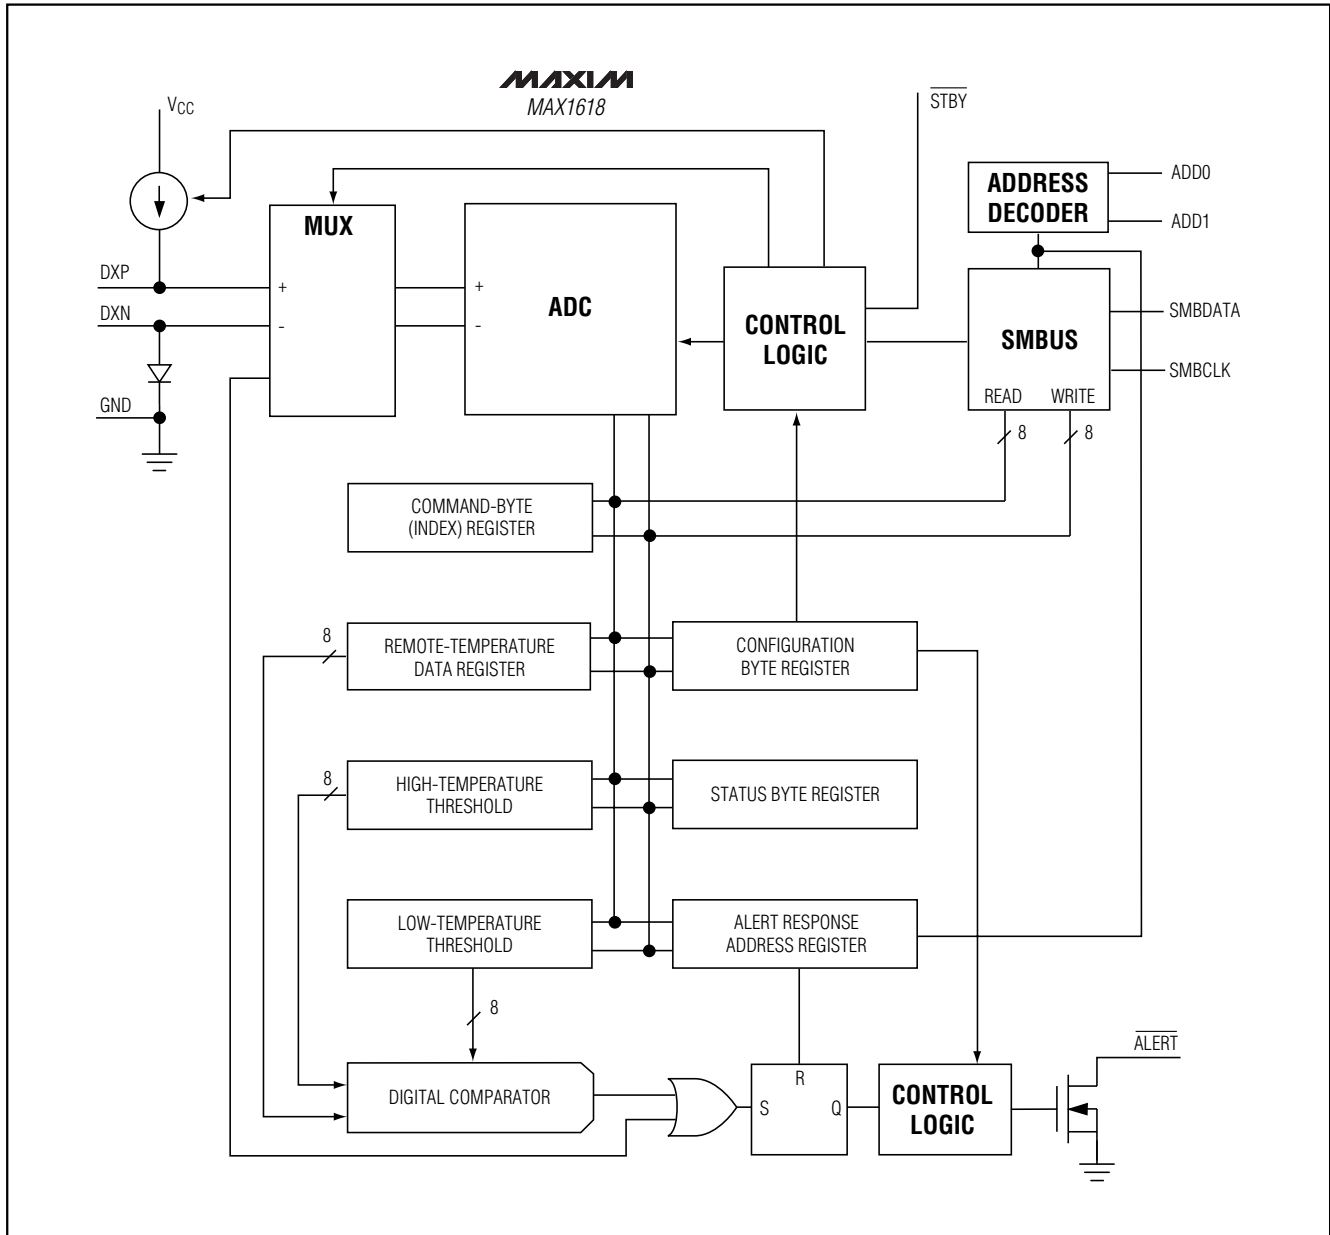 MAXIM
MAX1618
VCC
STBY
ADDRESS
DECODER
ADD0
ADD1
MUX
DXP
+
+
ADC
DXN
-
-
CONTROL
LOGIC
SMBUS
SMBDATA
SMBCLK
READ
WRITE
GND
8
8
COMMAND-BYTE
(INDEX) REGISTER
8
REMOTE-TEMPERATURE
DATA REGISTER
CONFIGURATION
BYTE REGISTER
8
HIGH-TEMPERATURE
THRESHOLD
STATUS BYTE REGISTER
LOW-TEMPERATURE
THRESHOLD
ALERT RESPONSE
ADDRESS REGISTER
8
DIGITAL COMPARATOR
R
S
Q
CONTROL
LOGIC
ALERT